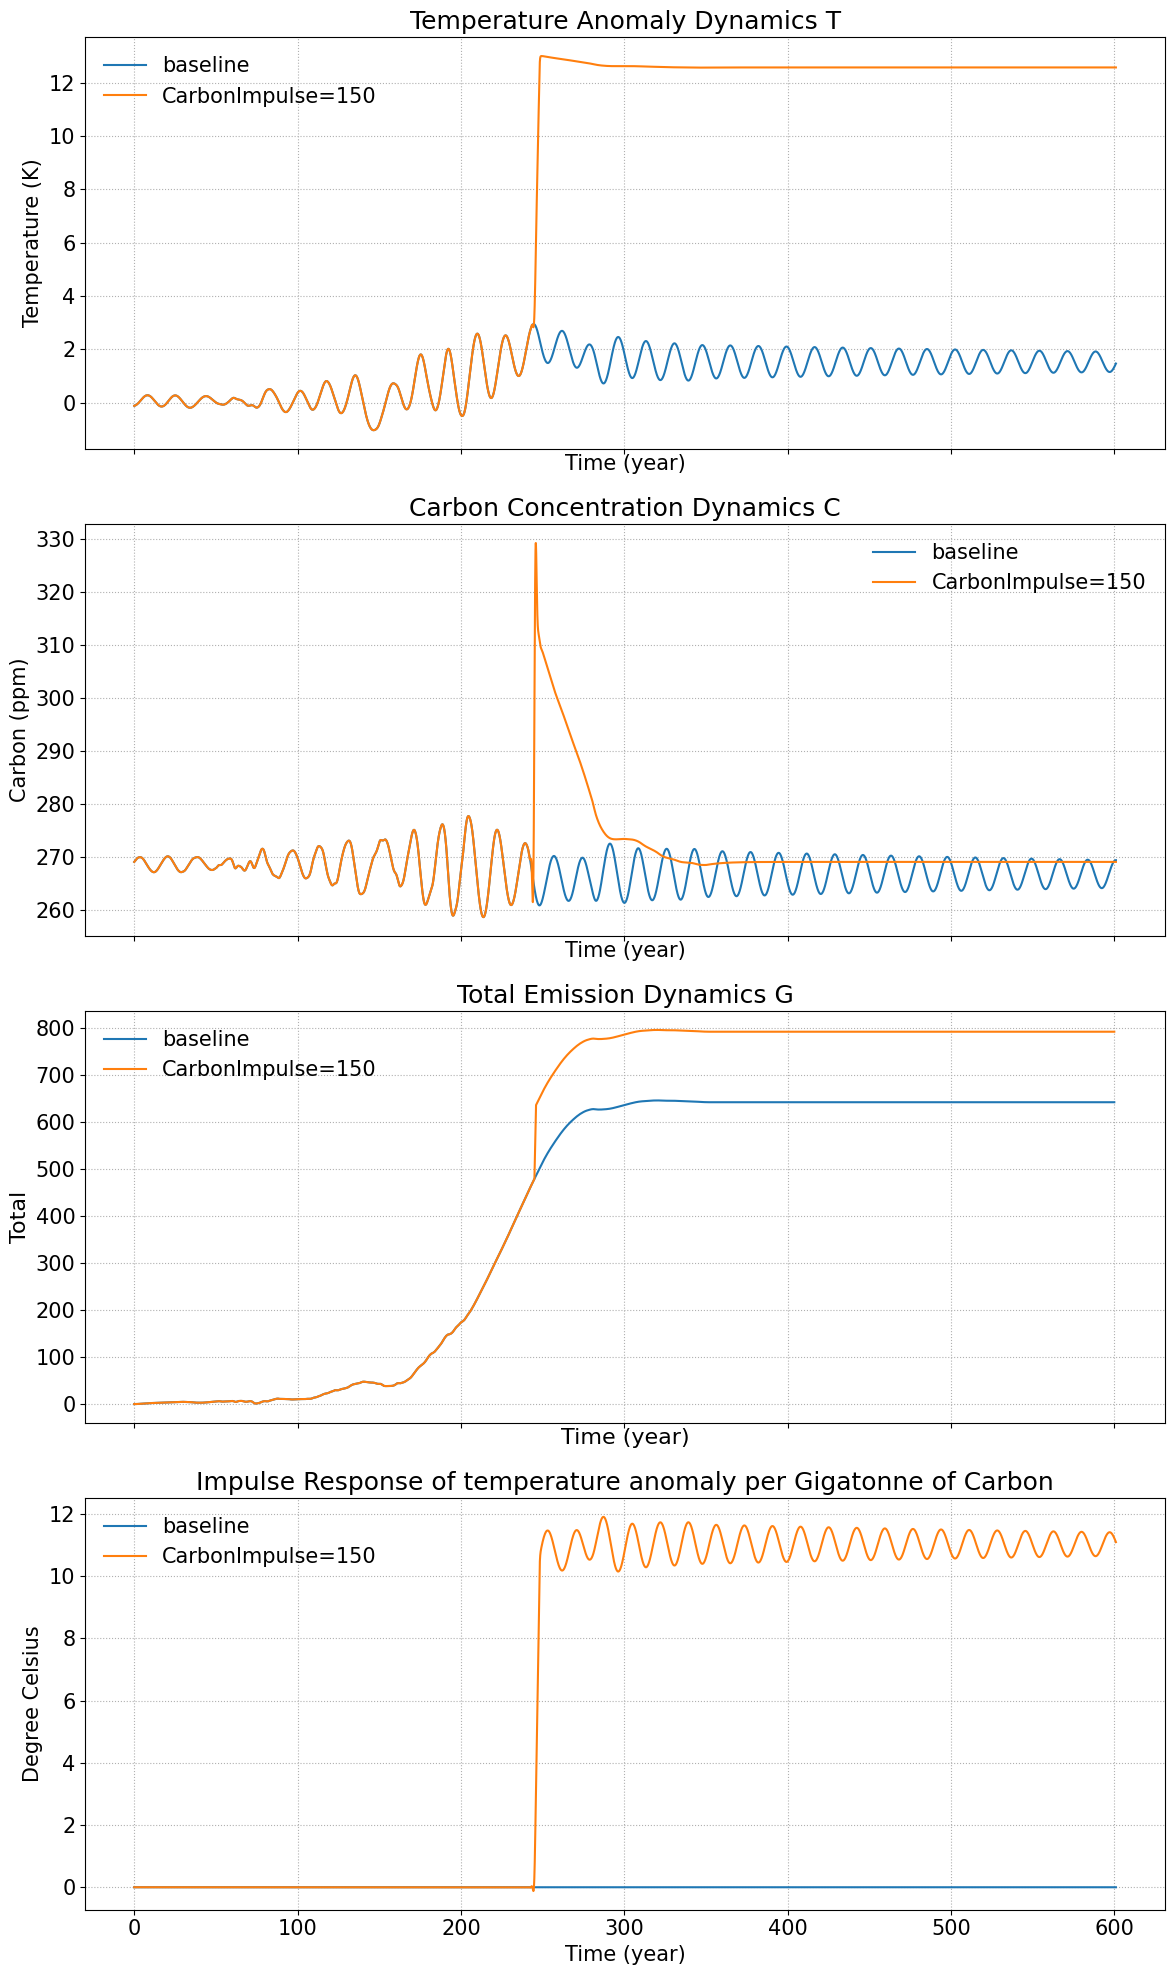 Temperature Anomaly Dynamics T
baseline
CarbonImpulse=150
12
10
8
6
4
2
0
Temperature (K)
Time (year)
Carbon Concentration Dynamics C
baseline
CarbonImpulse=150
330
320
310
300
290
280
270
260
Carbon (ppm)
Time (year)
Total Emission Dynamics G
baseline
CarbonImpulse=150
800
700
600
500
400
300
200
100
0
Total
Time (year)
Impulse Response of temperature anomaly per Gigatonne of Carbon
baseline
CarbonImpulse=150
12
10
8
6
4
2
0
Degree Celsius
0 100 200 300 400 500 600
Time (year)